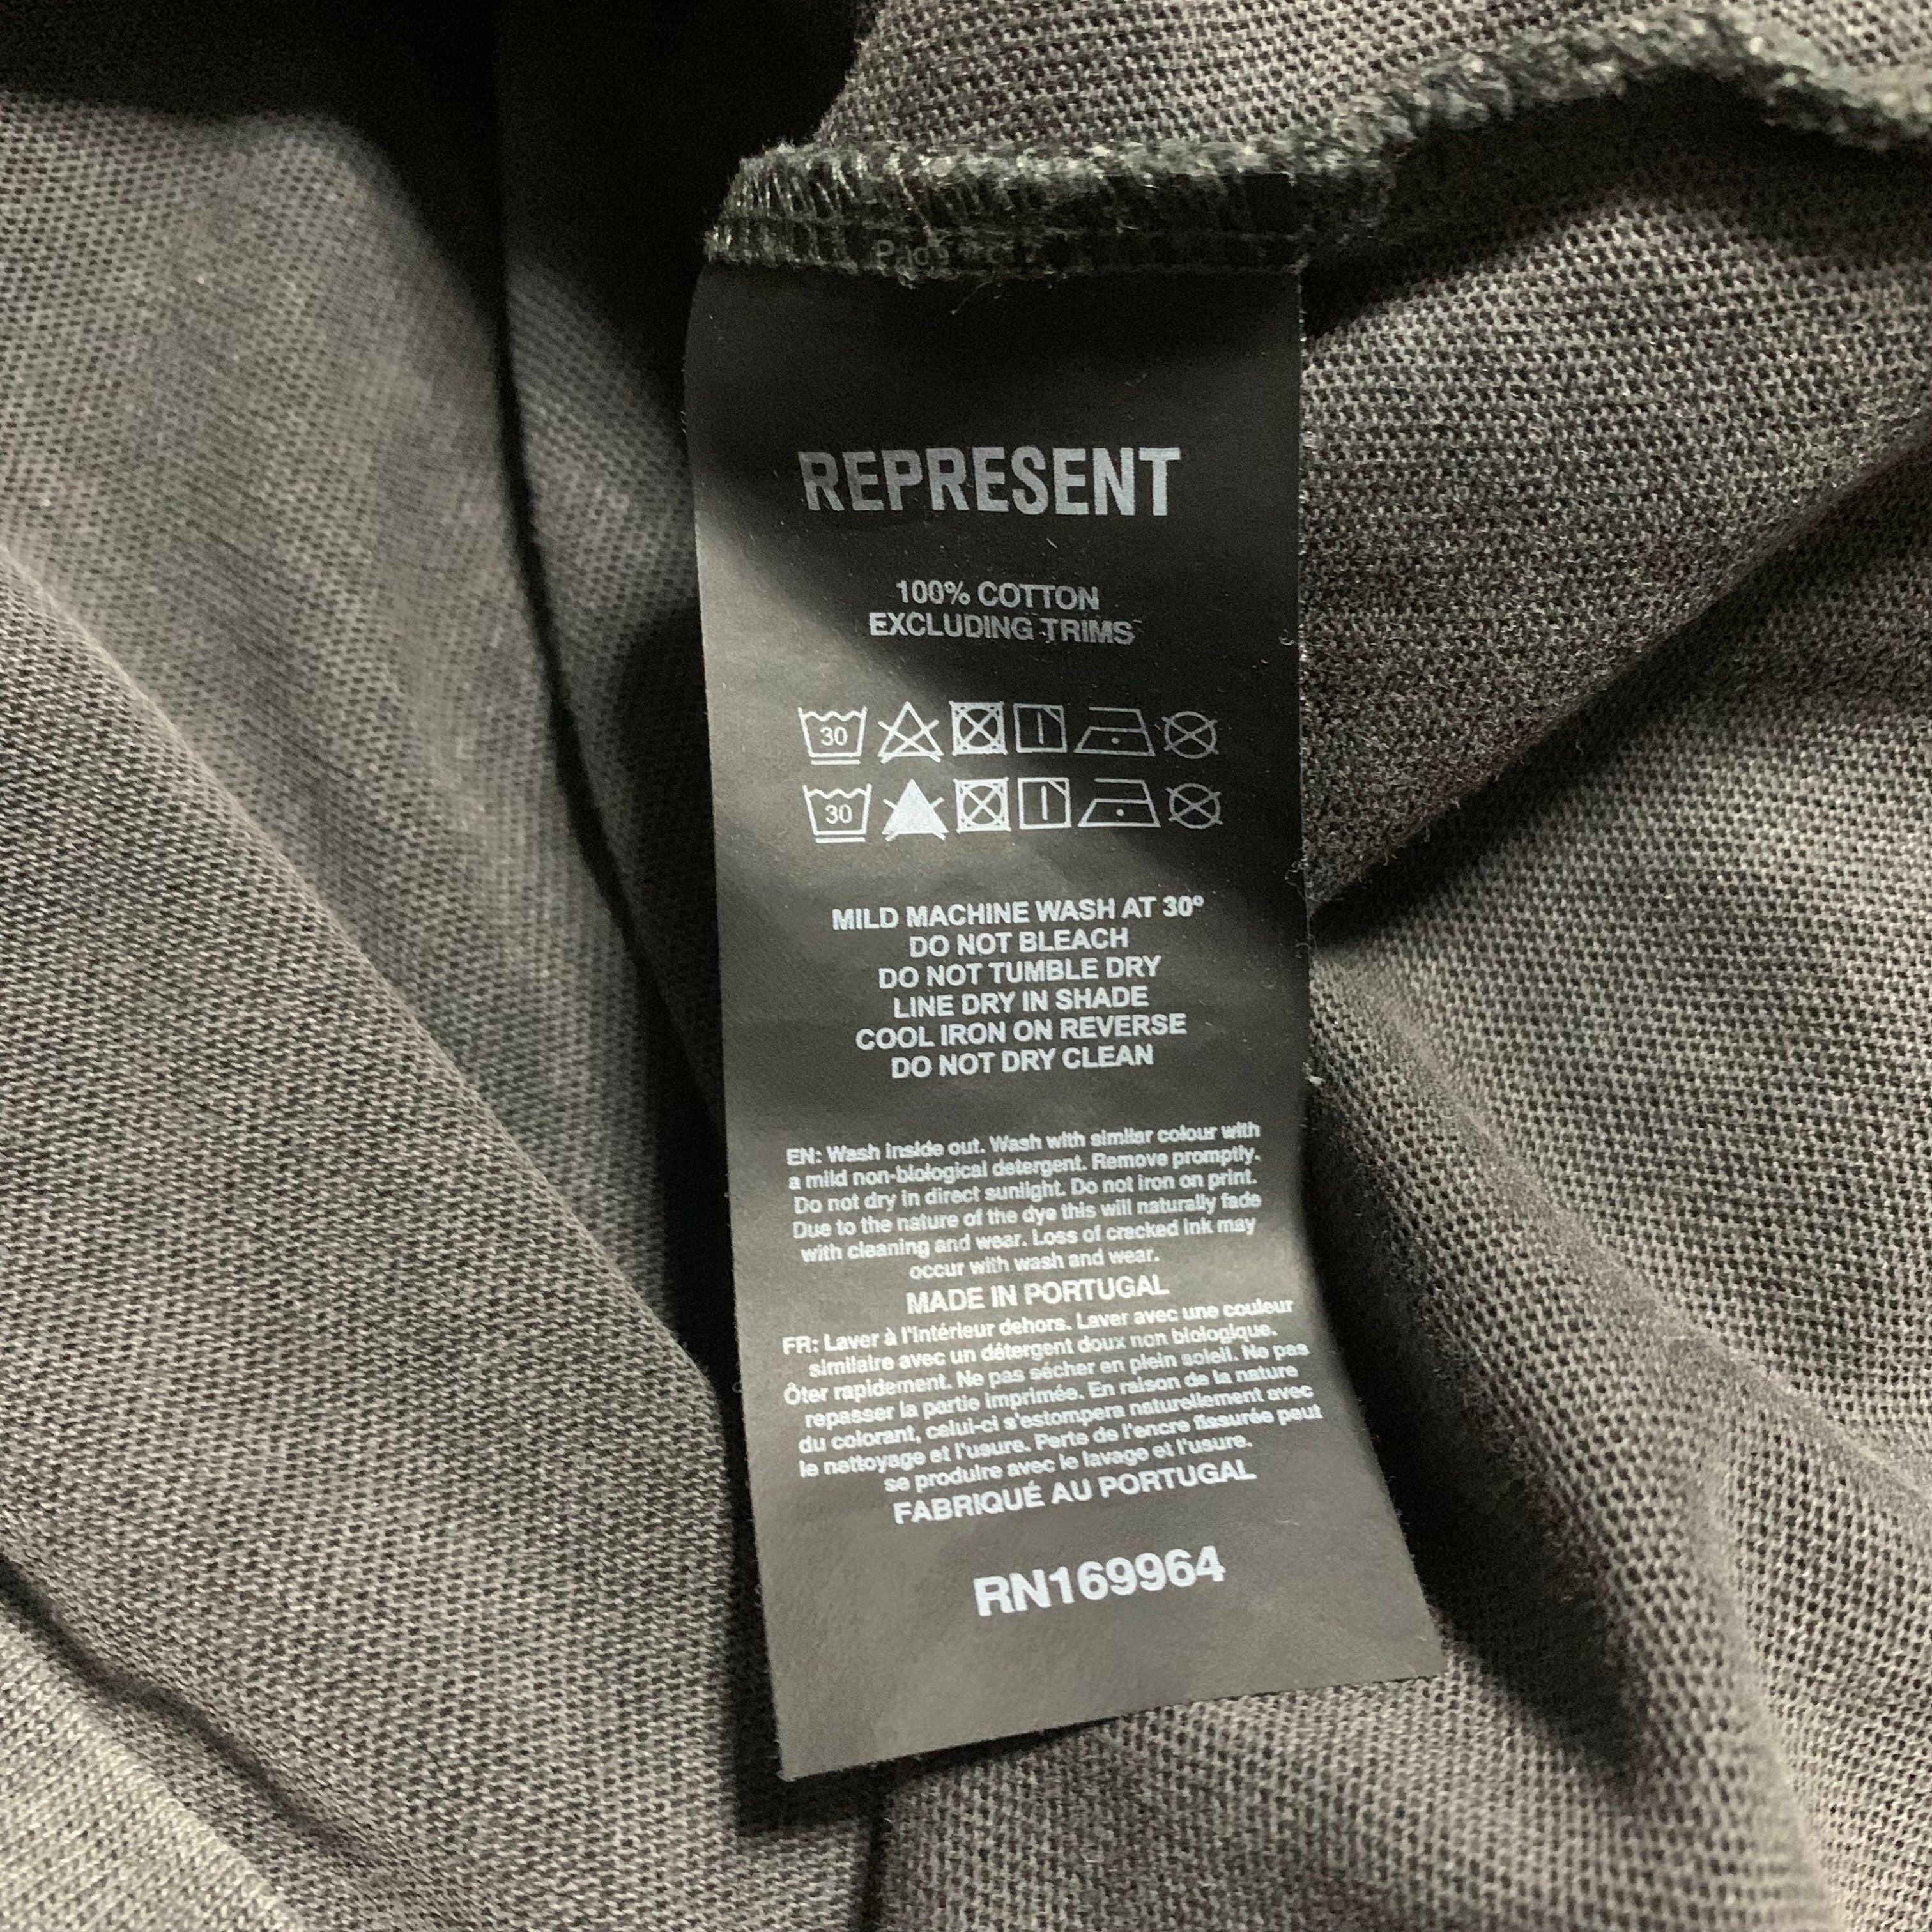 REPRESENT
100% COTTON
EXCLUDING TRIMS
30
30
MILD MACHINE WASH AT 30º
DO NOT BLEACH
DO NOT TUMBLE DRY
LINE DRY IN SHADE
COOL IRON ON REVERSE
DO NOT DRY CLEAN
EN: Wash inside out. Wash with similar colour with
a mild non-biological detergent. Remove promptly.
Do not dry in direct sunlight. Do not iron on print.
Due to the nature of the dye this will naturally fade
with cleaning and wear. Loss of cracked ink may
occur with wash and wear.
MADE IN PORTUGAL
FR: Laver à l'intérieur dehors. Laver avec une couleur
similaire avec un détergent doux non biologique.
Ôter rapidement. Ne pas sécher en plein soleil. Ne pas
repasser la partie imprimée. En raison de la nature
du colorant, celui-ci s'estompera naturellement avec
le nettoyage et l'usure. Perte de l'encre fissurée peut
se produire avec le lavage et l'usure.
FABRIQUÉ AU PORTUGAL
RN169964